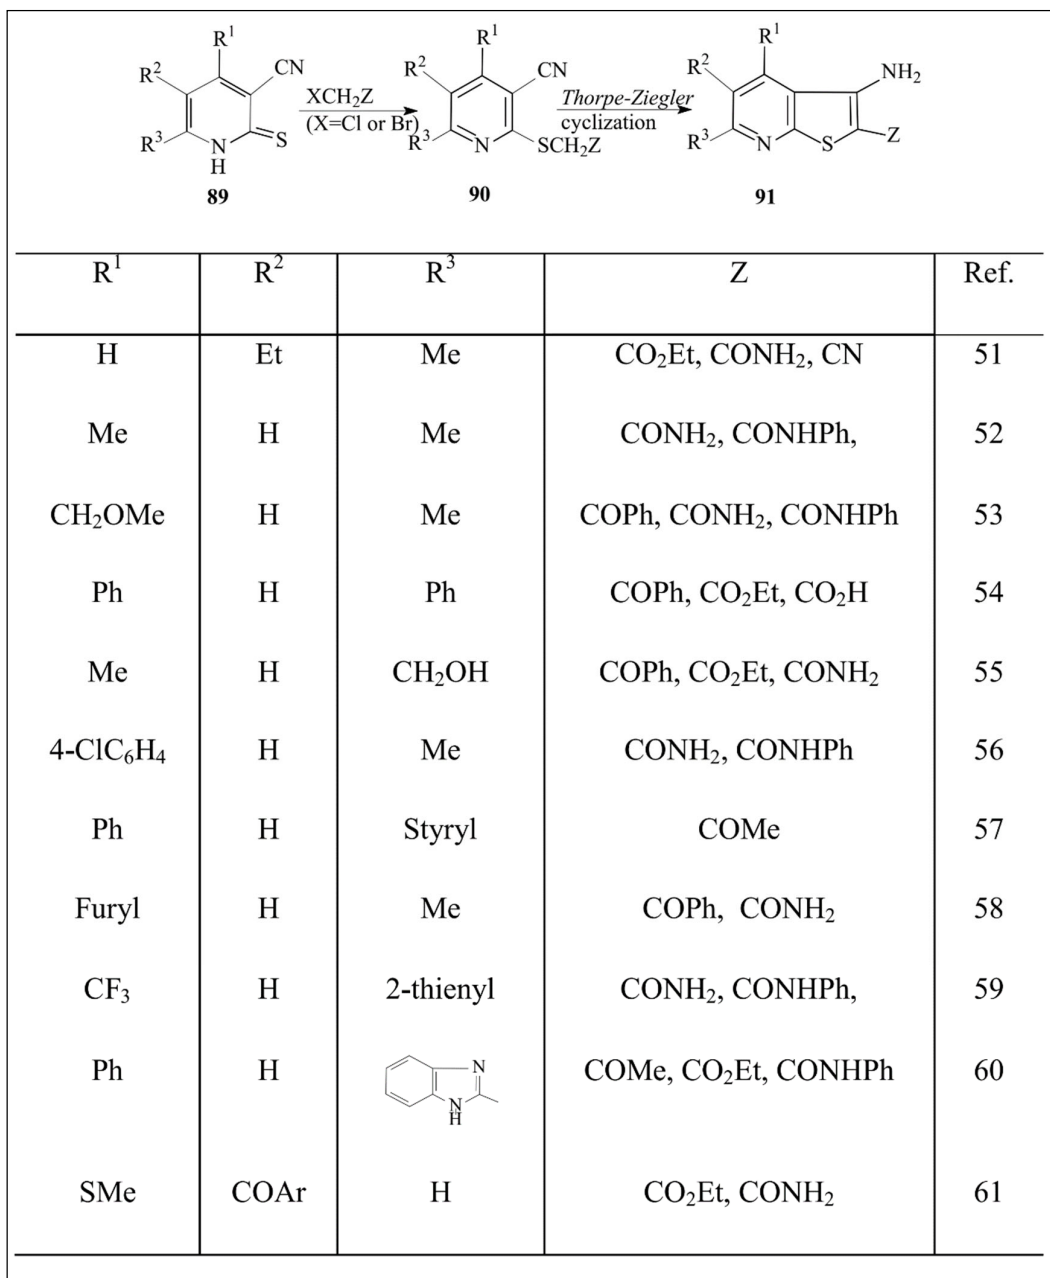 R¹ R¹ R¹
R² CN R² CN R² NH₂
XCH₂Z Thorpe-Ziegler
(X=Cl or Br) cyclization
R³ N H S R³ N SCH₂Z R³ N S Z
89 90 91
R¹ R² R³ Z Ref.
H Et Me CO₂Et, CONH₂, CN 51
Me H Me CONH₂, CONHPh, 52
CH₂OMe H Me COPh, CONH₂, CONHPh 53
Ph H Ph COPh, CO₂Et, CO₂H 54
Me H CH₂OH COPh, CO₂Et, CONH₂ 55
4-ClC₆H₄ H Me CONH₂, CONHPh 56
Ph H Styryl COMe 57
Furyl H Me COPh, CONH₂ 58
CF₃ H 2-thienyl CONH₂, CONHPh, 59
Ph H N N H COMe, CO₂Et, CONHPh 60
SMe COAr H CO₂Et, CONH₂ 61